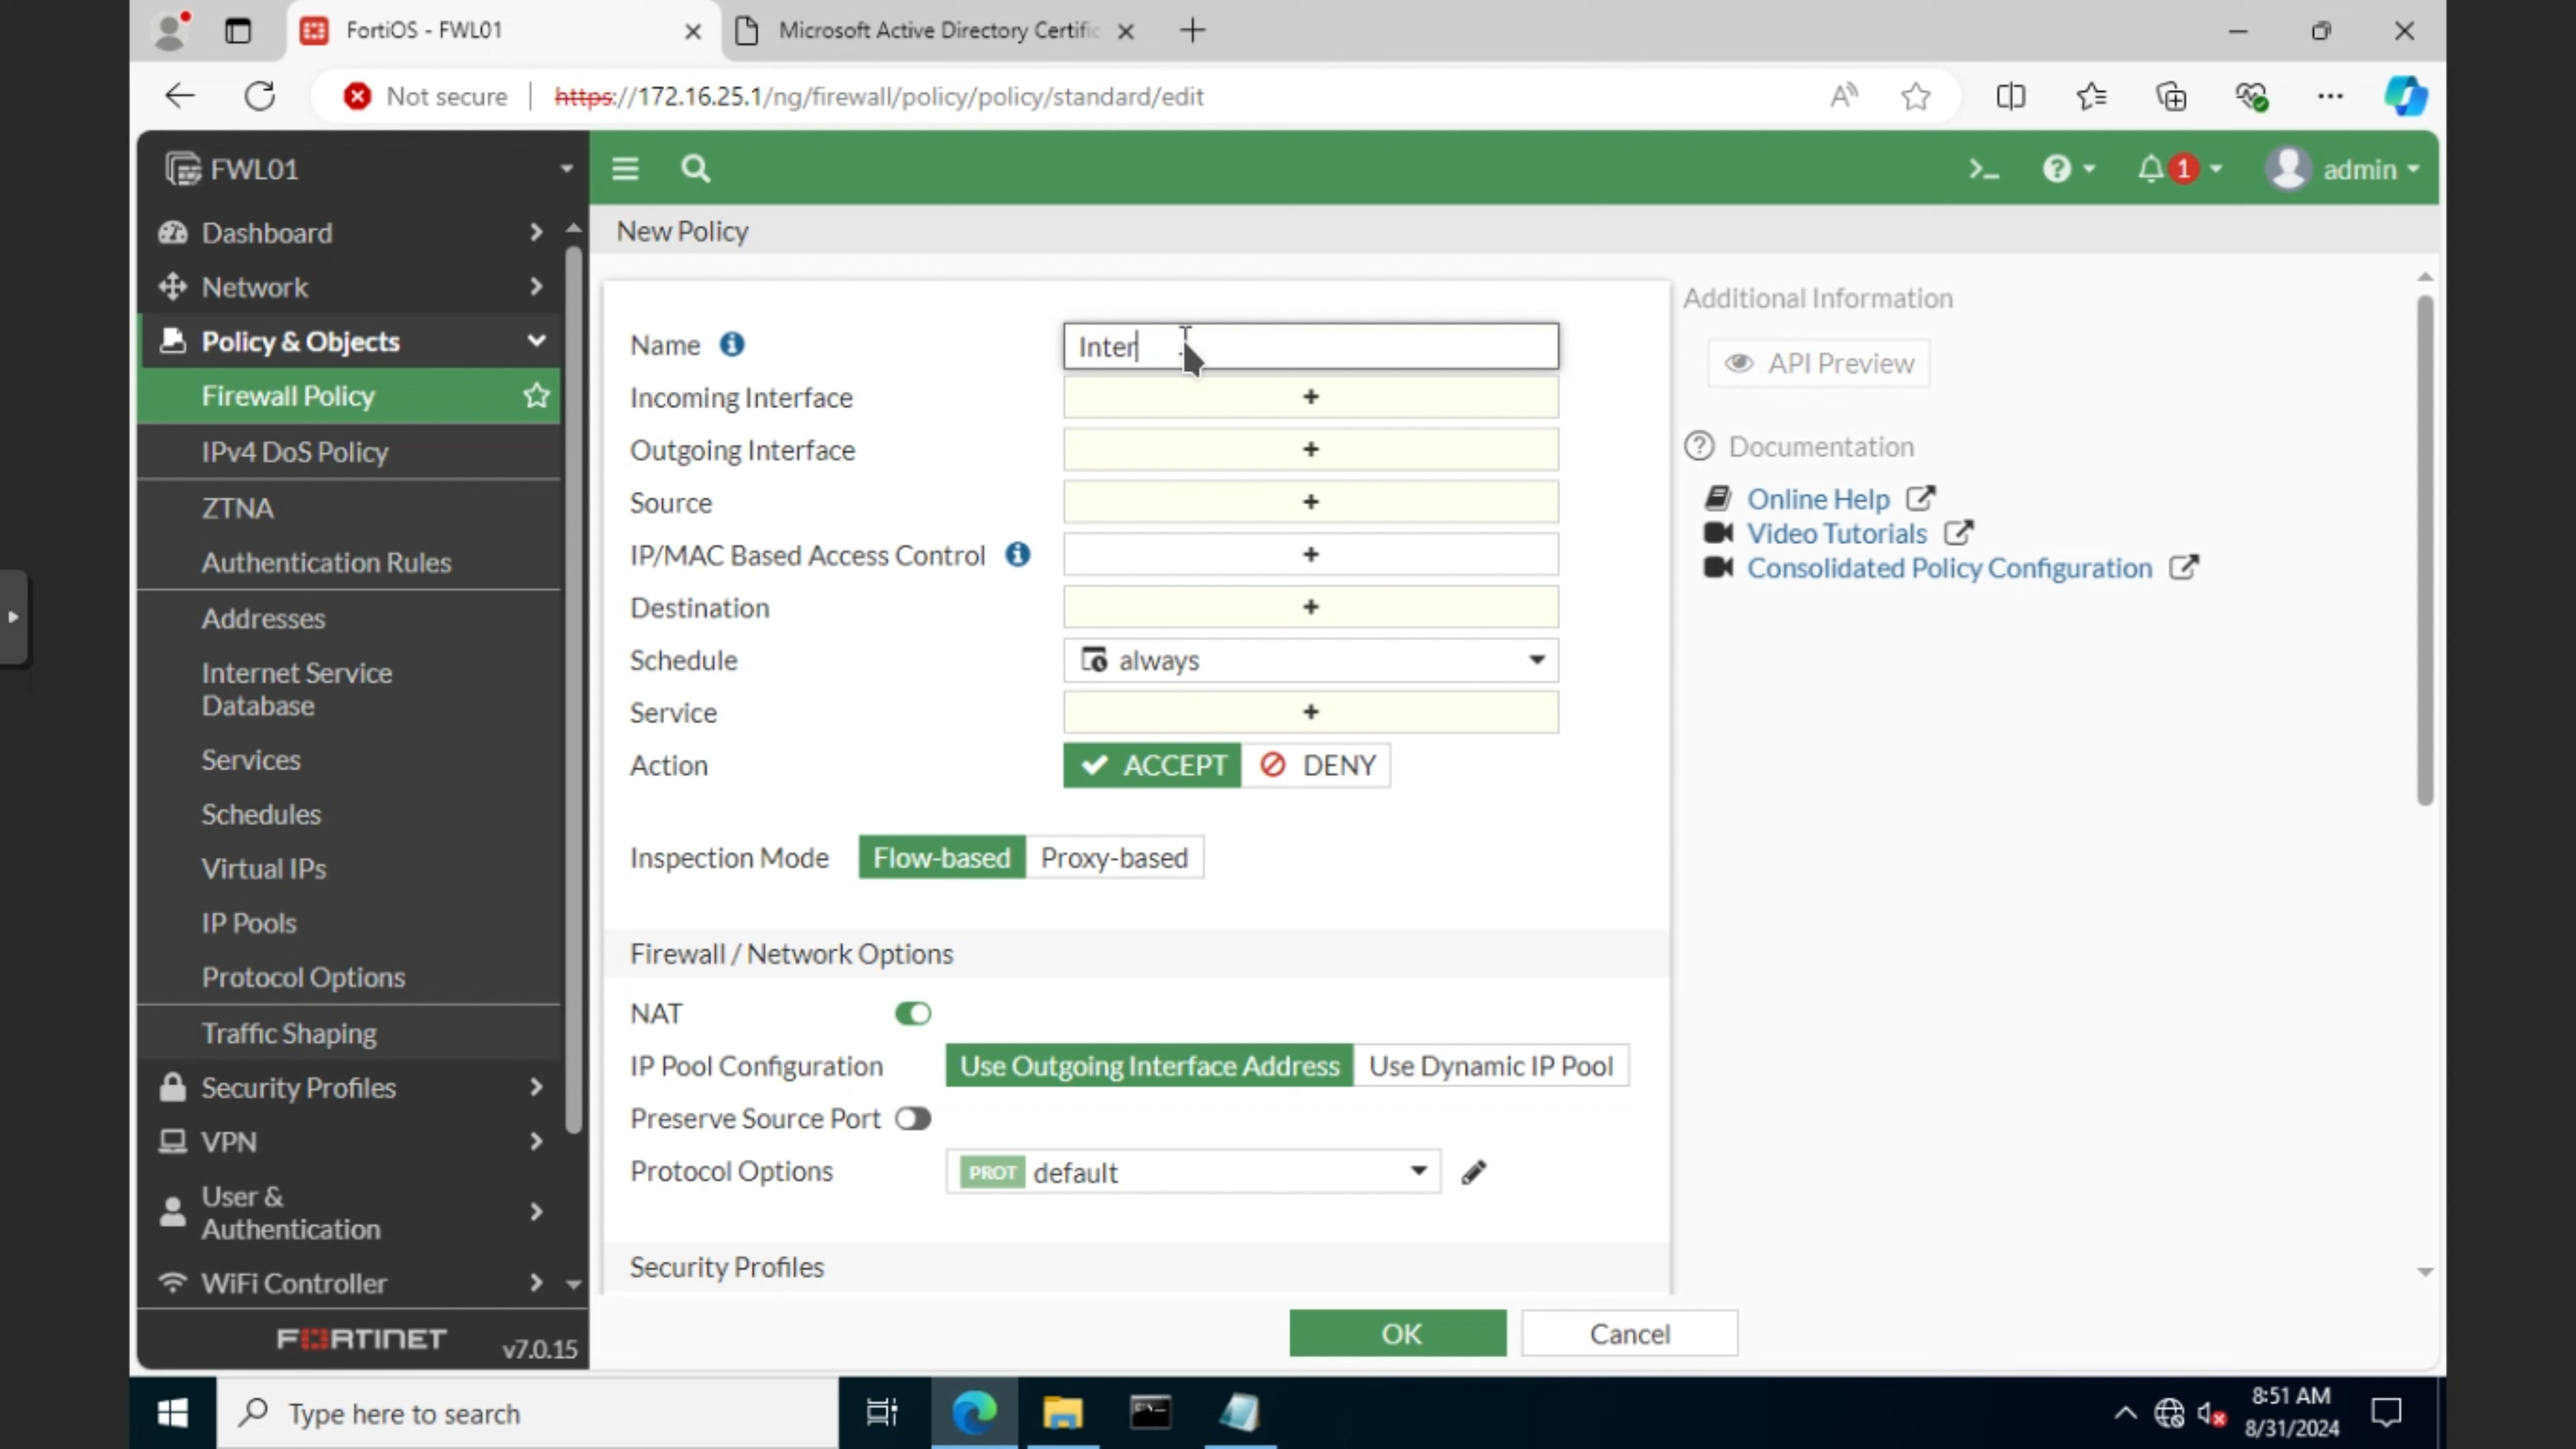 FortiOS - FWL01
Microsoft Active Directory Certific
Not secure
https://172.16.25.1/ng/firewall/policy/policy/standard/edit
FWL01
1
admin
Dashboard
Network
Policy & Objects
Firewall Policy
IPv4 DoS Policy
ZTNA
Authentication Rules
Addresses
Internet Service
Database
Services
Schedules
Virtual IPs
IP Pools
Protocol Options
Traffic Shaping
Security Profiles
VPN
User &
Authentication
WiFi Controller
FORTINET
v7.0.15
New Policy
Name
Inter
Incoming Interface
+
Outgoing Interface
+
Source
+
IP/MAC Based Access Control
+
Destination
+
Schedule
always
Service
+
Action
ACCEPT
DENY
Inspection Mode
Flow-based
Proxy-based
Firewall / Network Options
NAT
IP Pool Configuration
Use Outgoing Interface Address
Use Dynamic IP Pool
Preserve Source Port
Protocol Options
PROT default
Security Profiles
OK
Cancel
Additional Information
API Preview
Documentation
Online Help
Video Tutorials
Consolidated Policy Configuration
Type here to search
8:51 AM
8/31/2024